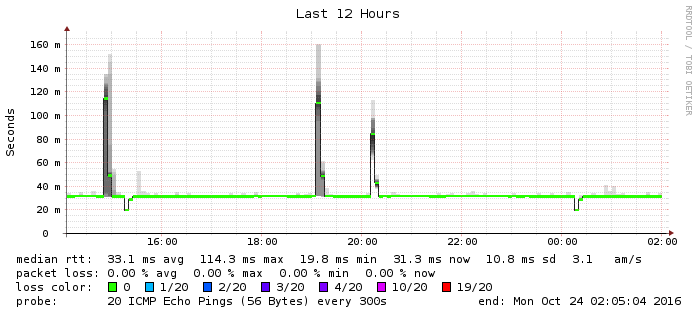 Last 12 Hours
RRDTOOL / TOBI OETIKER
Seconds
160 m
140 m
120 m
100 m
80 m
60 m
40 m
20 m
0
16:00 18:00 20:00 22:00 00:00 02:00
median rtt: 33.1 ms avg 114.3 ms max 19.8 ms min 31.3 ms now 10.8 ms sd 3.1 am/s
packet loss: 0.00 % avg 0.00 % max 0.00 % min 0.00 % now
loss color: 0 1/20 2/20 3/20 4/20 10/20 19/20
probe: 20 ICMP Echo Pings (56 Bytes) every 300s end: Mon Oct 24 02:05:04 2016